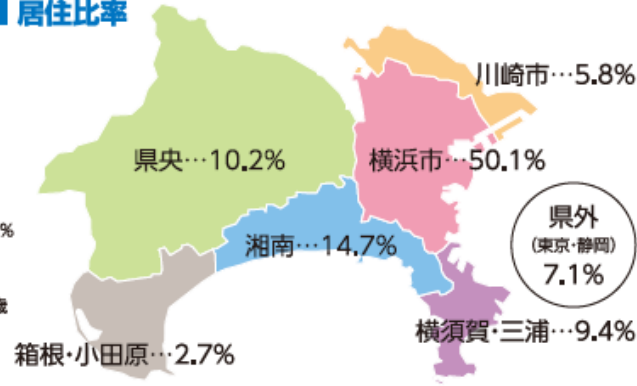 居住比率
川崎市…5.8%
県央…10.2%
横浜市…50.1%
県外
(東京・静岡)
7.1%
%
湘南…14.7%
歳
横須賀・三浦…9.4%
箱根・小田原…2.7%